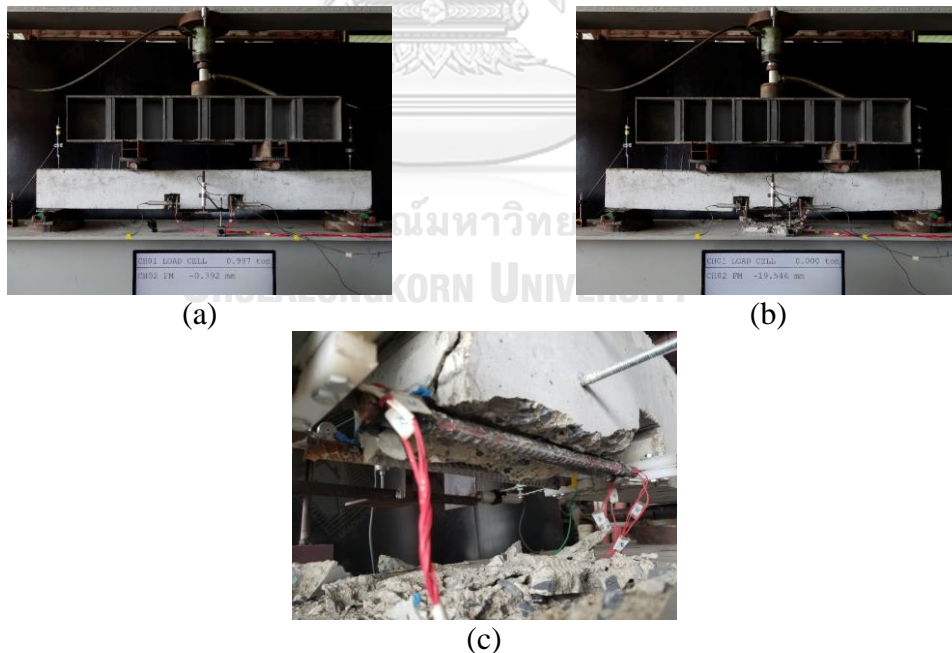 CH01 LOAD CELL 0.997 ton
CH02 PM -0.392 mm
CH01 LOAD CELL 0.000 ton
CH02 PM -19.546 mm
UNIVERSITY
(a)
(b)
(c)